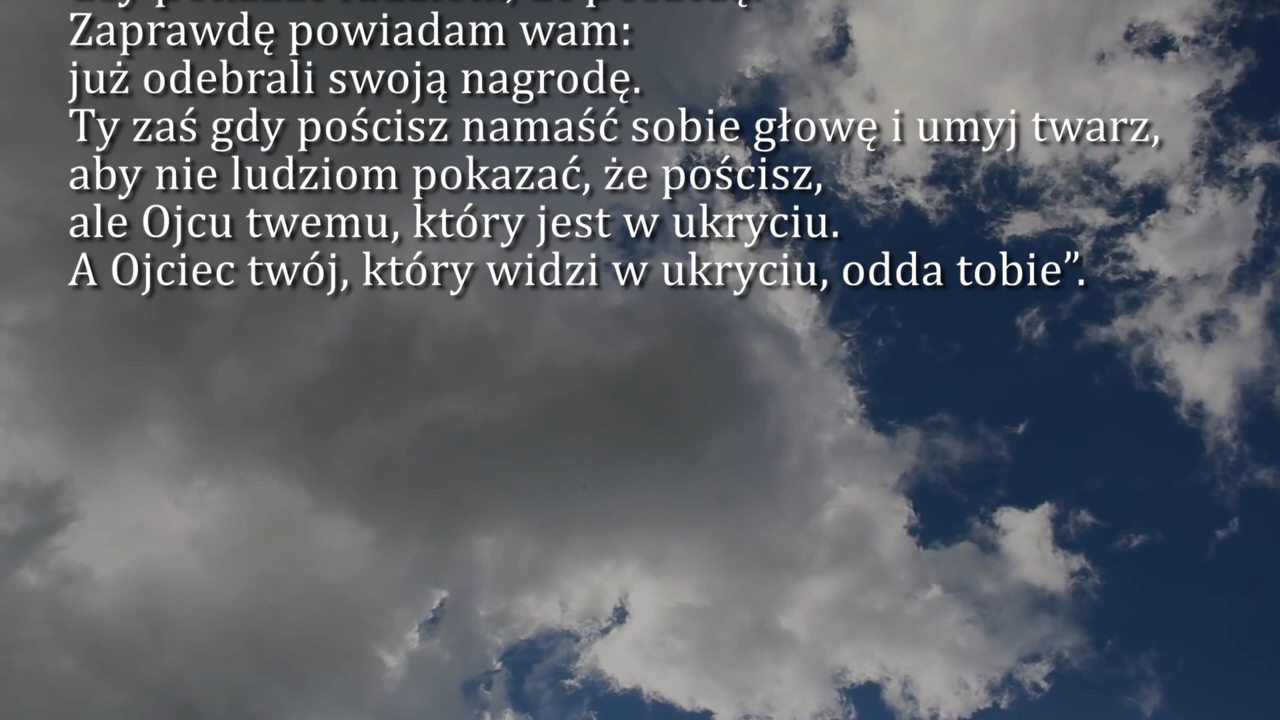 Zaprawdę powiadam wam:
już odebrali swoją nagrodę.
Ty zaś gdy pościsz namaść sobie głowę i umyj twarz,
aby nie ludziom pokazać, że pościsz,
ale Ojcu twemu, który jest w ukryciu.
A Ojciec twój, który widzi w ukryciu, odda tobie”.